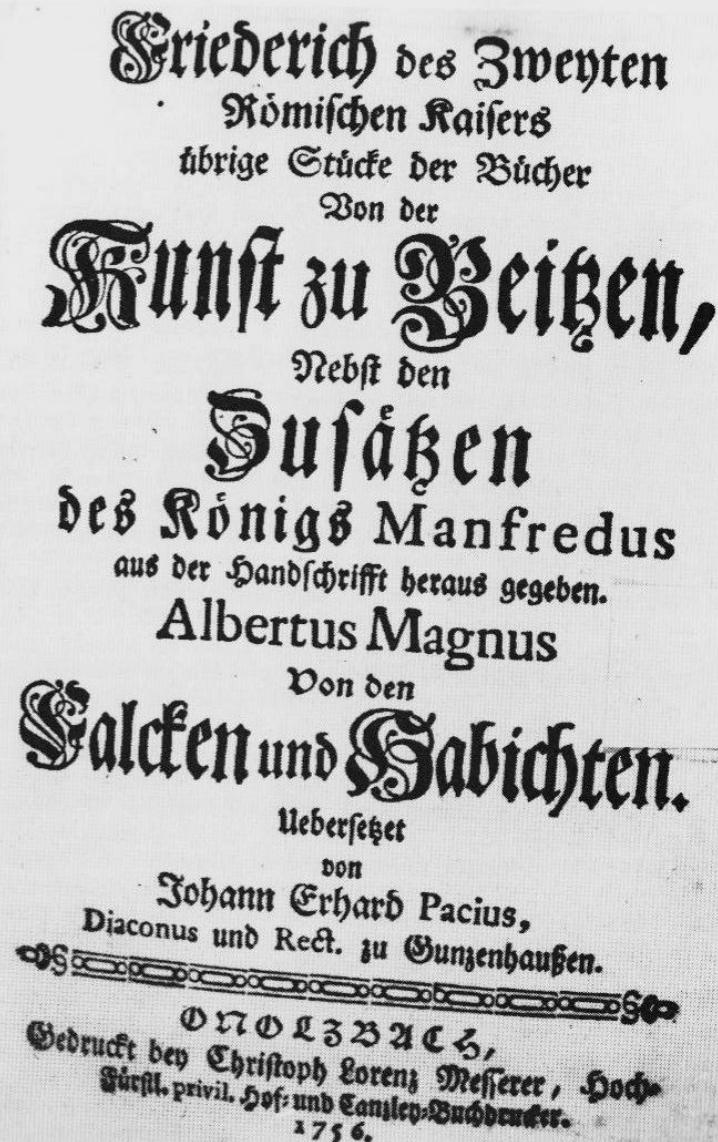 Friederich des Zweyten
Römischen Kaisers
übrige Stücke der Bücher
Von der
Kunst zu Beitzen,
Nebst den
Zusätzen
des Königs Manfredus
aus der Handschrifft heraus gegeben.
Albertus Magnus
Von den
Falcken und Habichten.
Uebersetzet
von
Johann Erhard Pacius,
Diaconus und Rect. zu Gunzenhaußen.
ONOLZBACH,
Gedruckt bey Christoph Lorenz Messerer, Hoch-
Fürstl. privil. Hof- und Canzley-Buchdrucker.
1756.